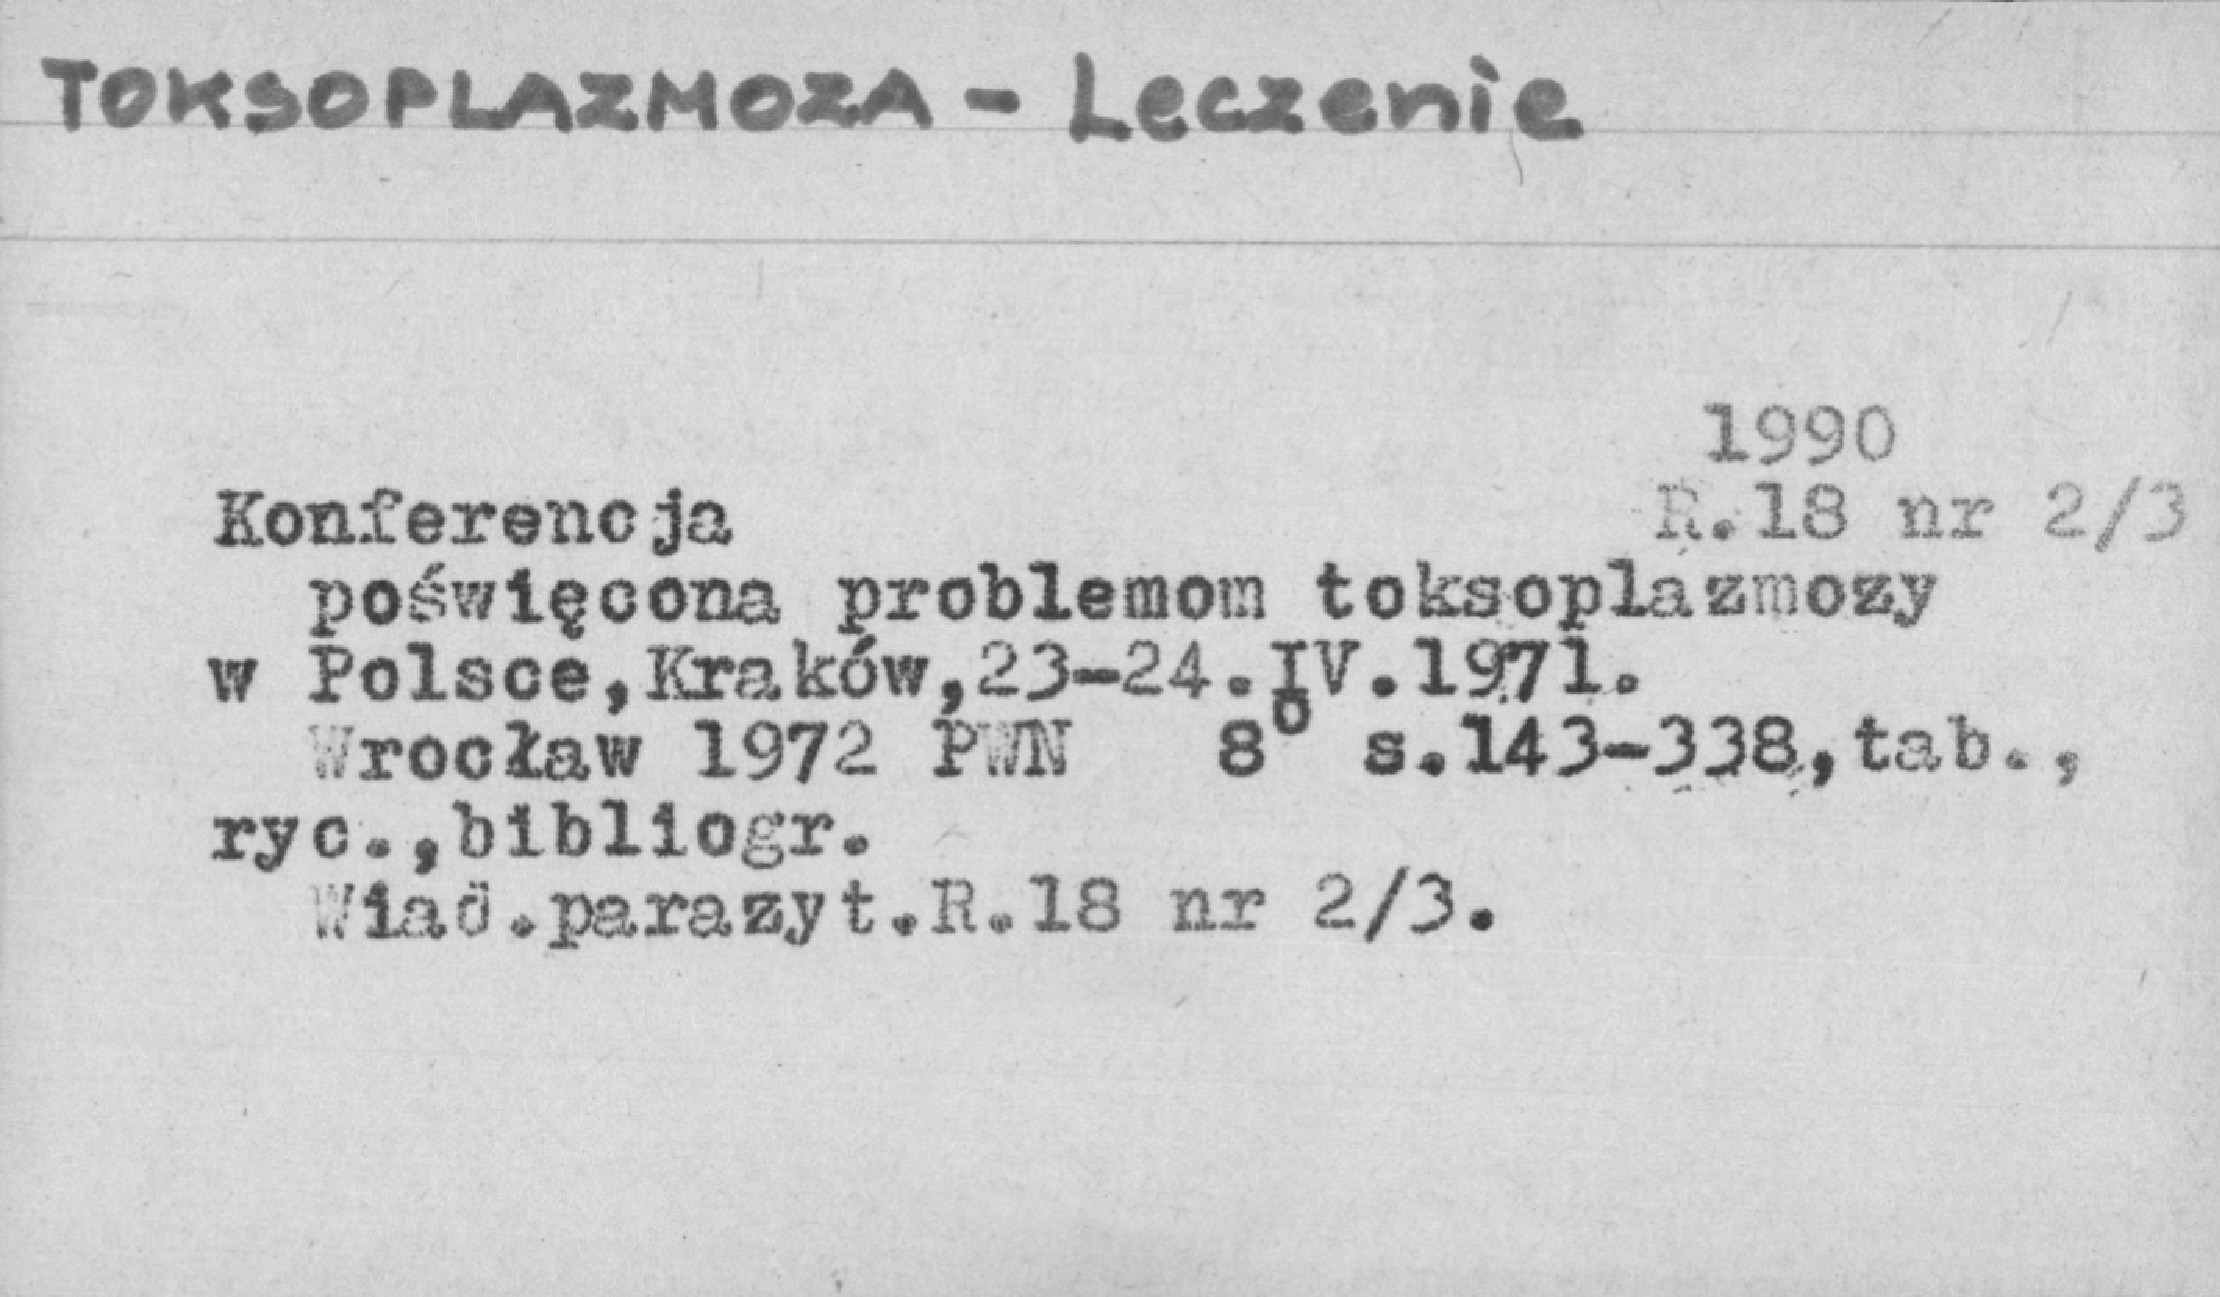 TOKSOPLAZMOZA - Leczenie
1990
R.18 nr 2/3
Konferencja
poświęcona problemom toksoplazmozy
w Polsce,Kraków,23-24.IV.1971.
Wrocław 1972 PWN 8° s.143-338,tab.,
ryc.,bibliogr.
Wiad.parazyt.R.18 nr 2/3.